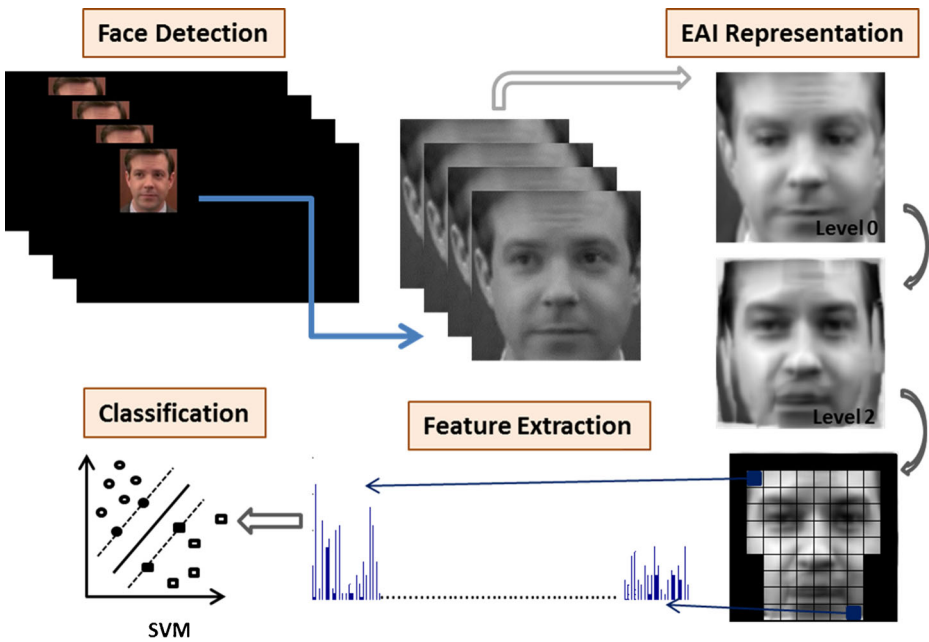 Face Detection
EAI Representation
Level 0
Level 2
Classification
Feature Extraction
SVM